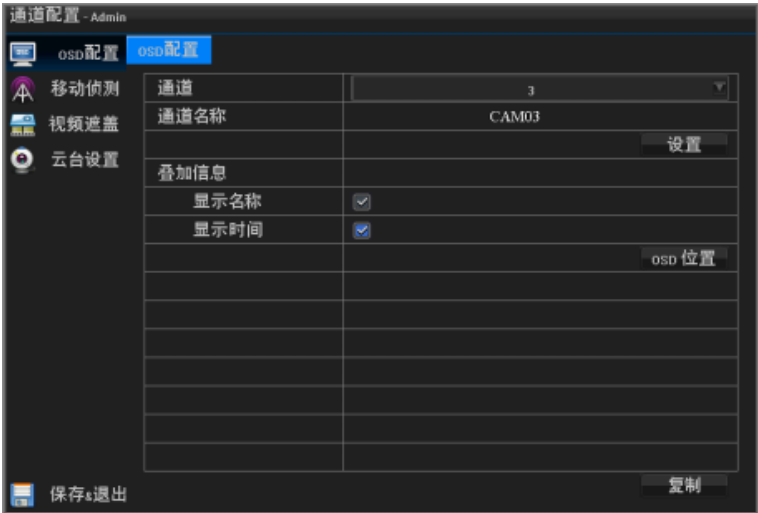 通道配置 - Admin
OSD配置
OSD配置
移动侦测
视频遮盖
云台设置
通道 3
通道名称 CAM03
设置
叠加信息
显示名称
显示时间
OSD 位置
复制
保存&退出